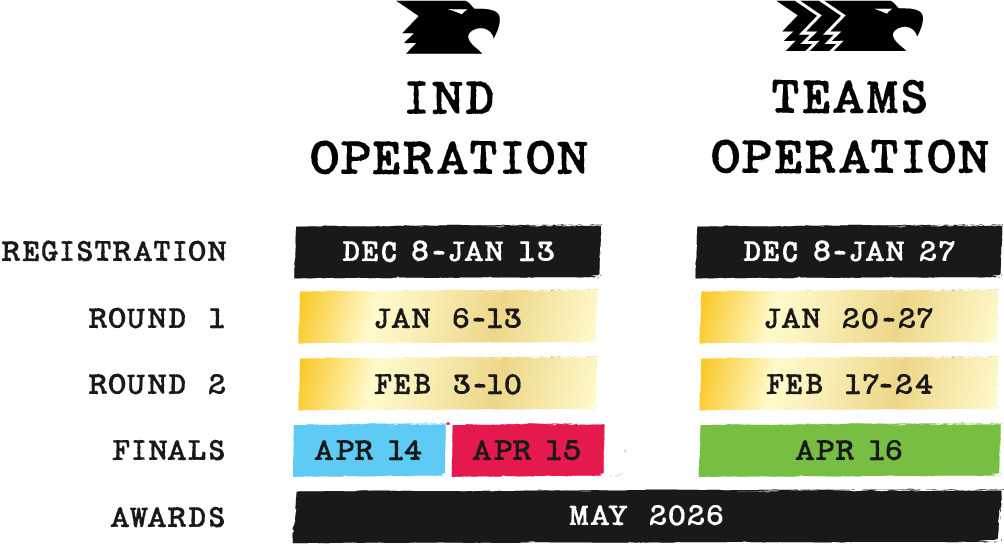 IND
OPERATION
TEAMS
OPERATION
REGISTRATION DEC 8-JAN 13 DEC 8-JAN 27
ROUND 1 JAN 6-13 JAN 20-27
ROUND 2 FEB 3-10 FEB 17-24
FINALS APR 14 APR 15 APR 16
AWARDS MAY 2026